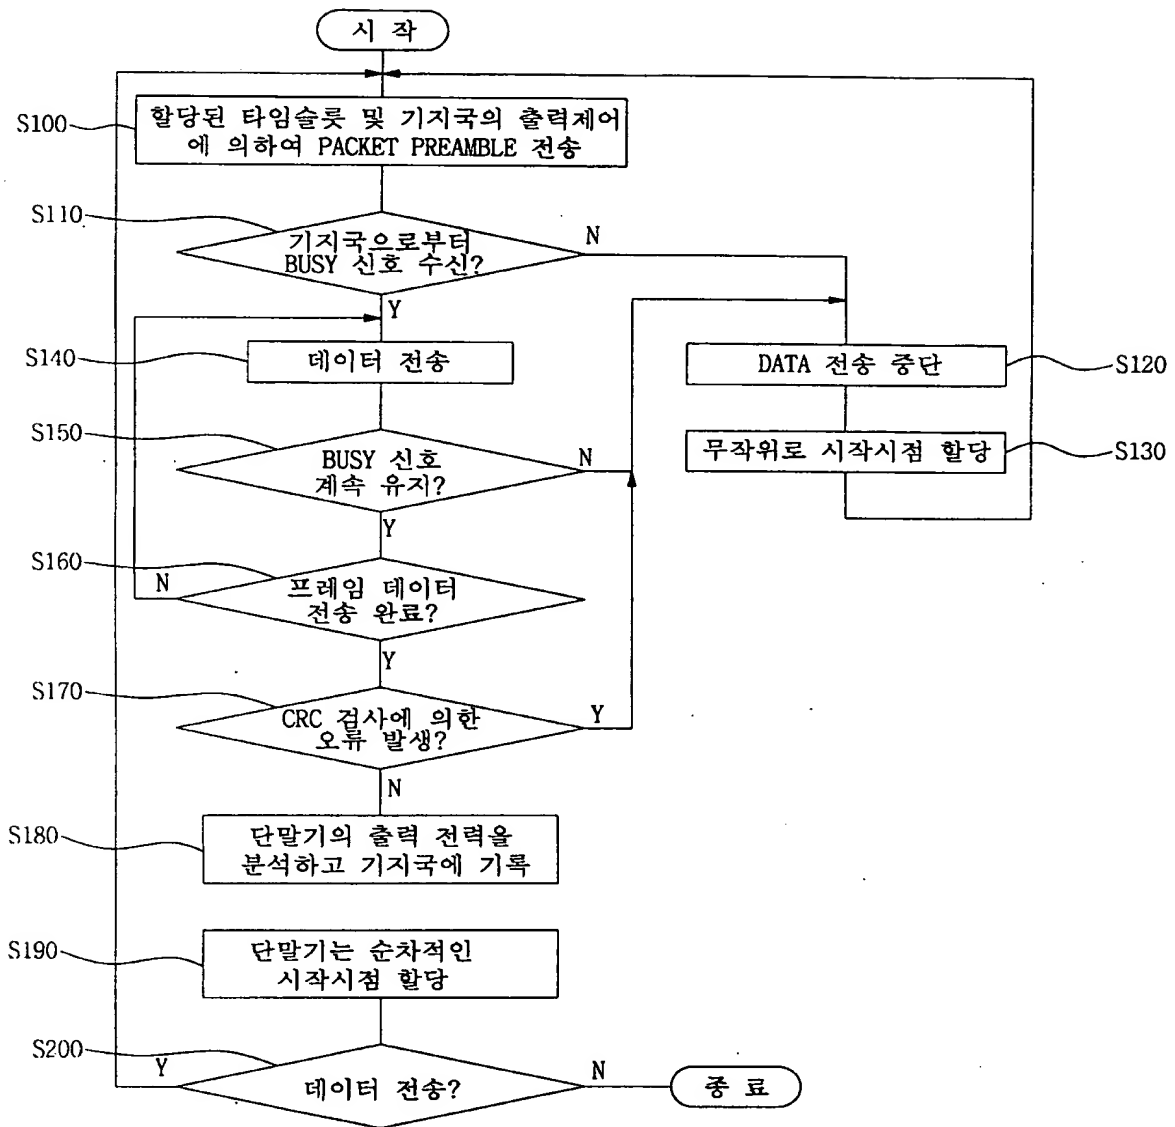 시 작
S100
할당된 타임슬롯 및 기지국의 출력제어
에 의하여 PACKET PREAMBLE 전송
S110
기지국으로부터
BUSY 신호 수신?
N
Y
S140
데이터 전송
DATA 전송 중단
S120
S150
BUSY 신호
계속 유지?
N
무작위로 시작시점 할당
S130
Y
S160
N
프레임 데이터
전송 완료?
Y
S170
CRC 검사에 의한
오류 발생?
Y
N
S180
단말기의 출력 전력을
분석하고 기지국에 기록
S190
단말기는 순차적인
시작시점 할당
S200
Y
데이터 전송?
N
종 료